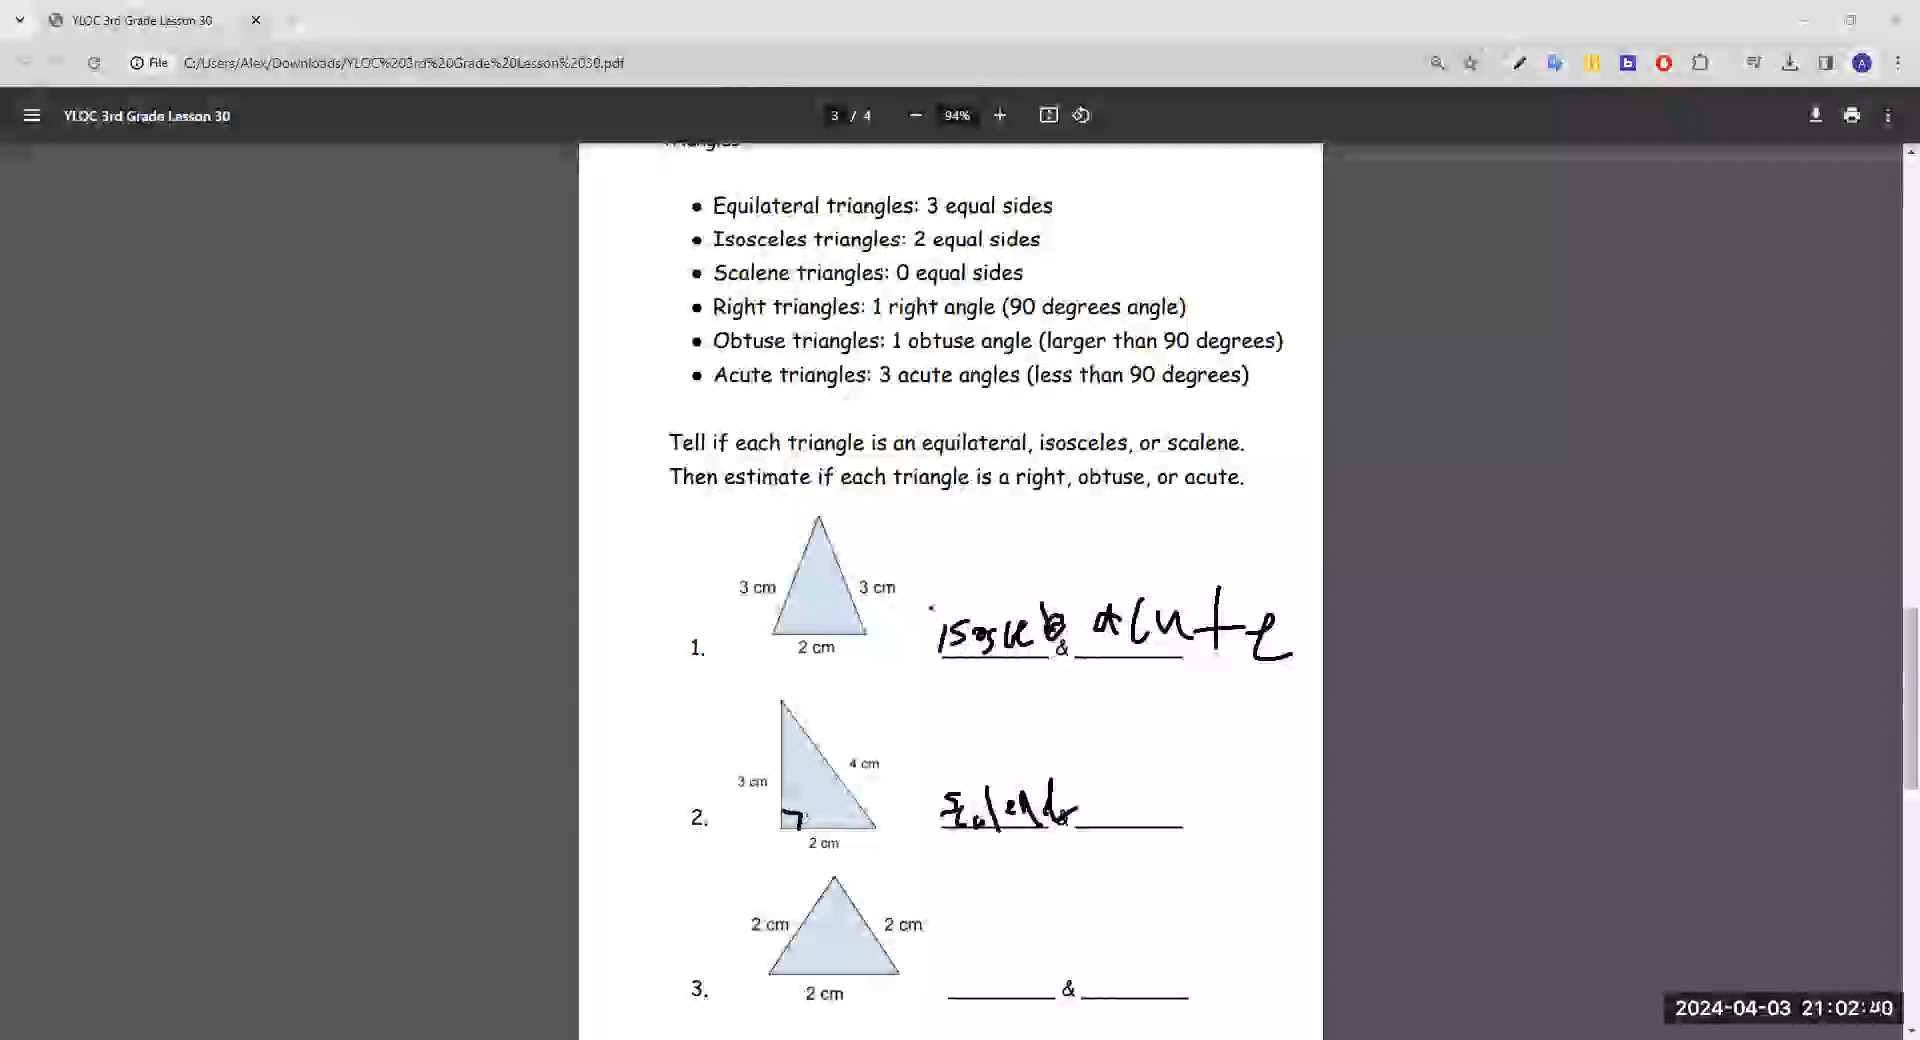 YLOC 3rd Grade Lesson 30
File C:/Users/Alex/Downloads/YLOC%203rd%20Grade%20Lesson%2030.pdf
YLOC 3rd Grade Lesson 30 3 / 4 94%
Triangles
• Equilateral triangles: 3 equal sides
• Isosceles triangles: 2 equal sides
• Scalene triangles: 0 equal sides
• Right triangles: 1 right angle (90 degrees angle)
• Obtuse triangles: 1 obtuse angle (larger than 90 degrees)
• Acute triangles: 3 acute angles (less than 90 degrees)
Tell if each triangle is an equilateral, isosceles, or scalene.
Then estimate if each triangle is a right, obtuse, or acute.
3 cm 3 cm
acute
1. 2 cm &
4 cm
3 cm
2.
2 cm
2 cm 2 cm
3. 2 cm &
2024-04-03 21:02:40